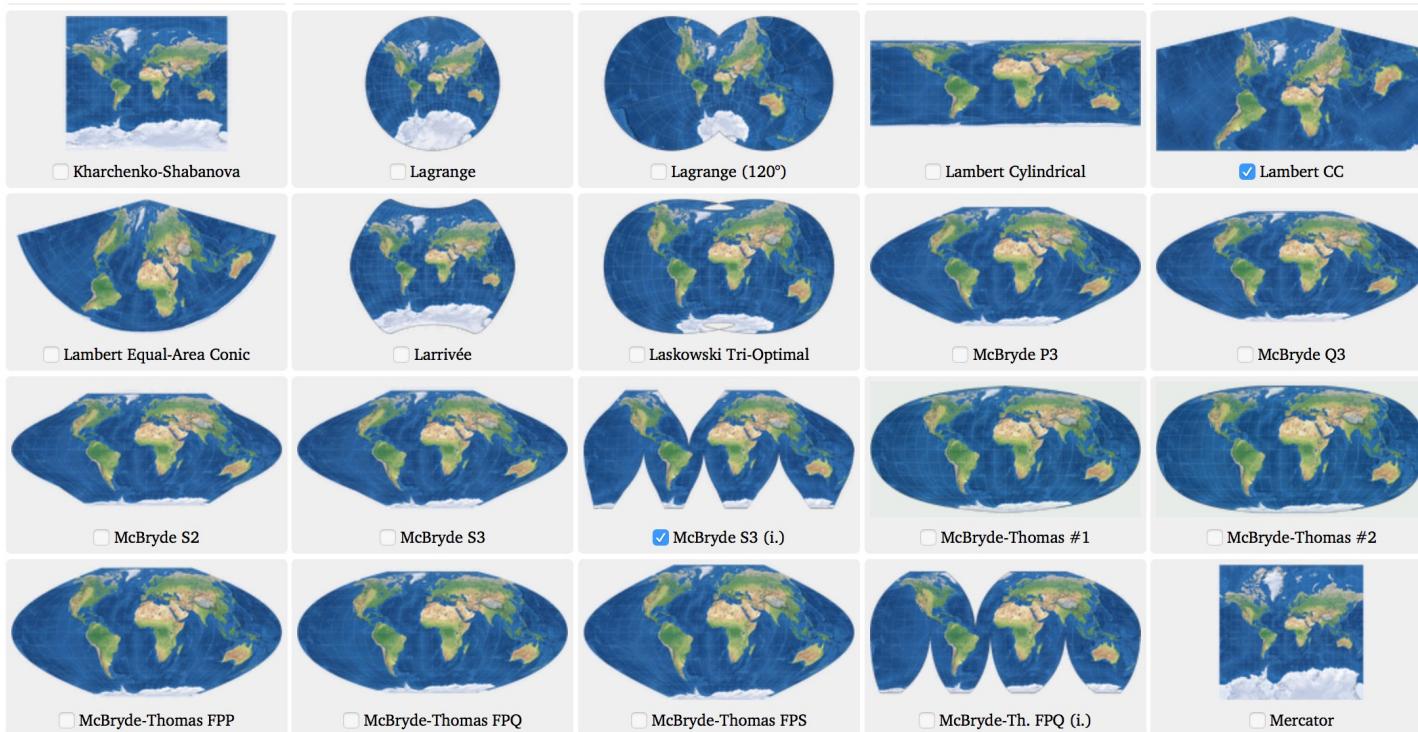 Kharchenko-Shabanova
Lagrange
Lagrange (120°)
Lambert Cylindrical
Lambert CC
Lambert Equal-Area Conic
Larrivée
Laskowski Tri-Optimal
McBryde P3
McBryde Q3
McBryde S2
McBryde S3
McBryde S3 (i.)
McBryde-Thomas #1
McBryde-Thomas #2
McBryde-Thomas FPP
McBryde-Thomas FPQ
McBryde-Thomas FPS
McBryde-Th. FPQ (i.)
Mercator